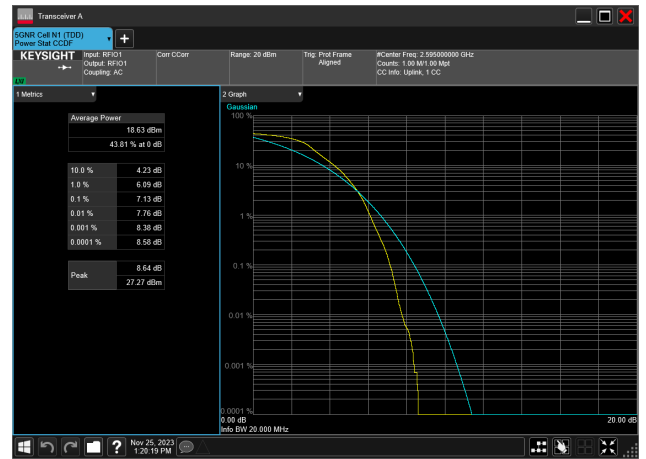 Transceiver A
5GNR Cell N1 (TDD)
Power Stat CCDF
KEYSIGHT
Input: RFIO1
Output: RFIO1
Coupling: AC
Corr CCorr
Range: 20 dBm
Trig: Prot Frame
Aligned
#Center Freq: 2.595000000 GHz
Counts: 1.00 M/1.00 Mpt
CC Info: Uplink, 1 CC
1 Metrics
Average Power
18.63 dBm
43.81 % at 0 dB
10.0 % 4.23 dB
1.0 % 6.09 dB
0.1 % 7.13 dB
0.01 % 7.76 dB
0.001 % 8.38 dB
0.0001 % 8.58 dB
Peak
8.64 dB
27.27 dBm
2 Graph
Gaussian
100 %
10 %
1 %
0.1 %
0.01 %
0.001 %
0.0001 %
0.00 dB
20.00 dB
Info BW 20.000 MHz
?
Nov 25, 2023
1:20:19 PM